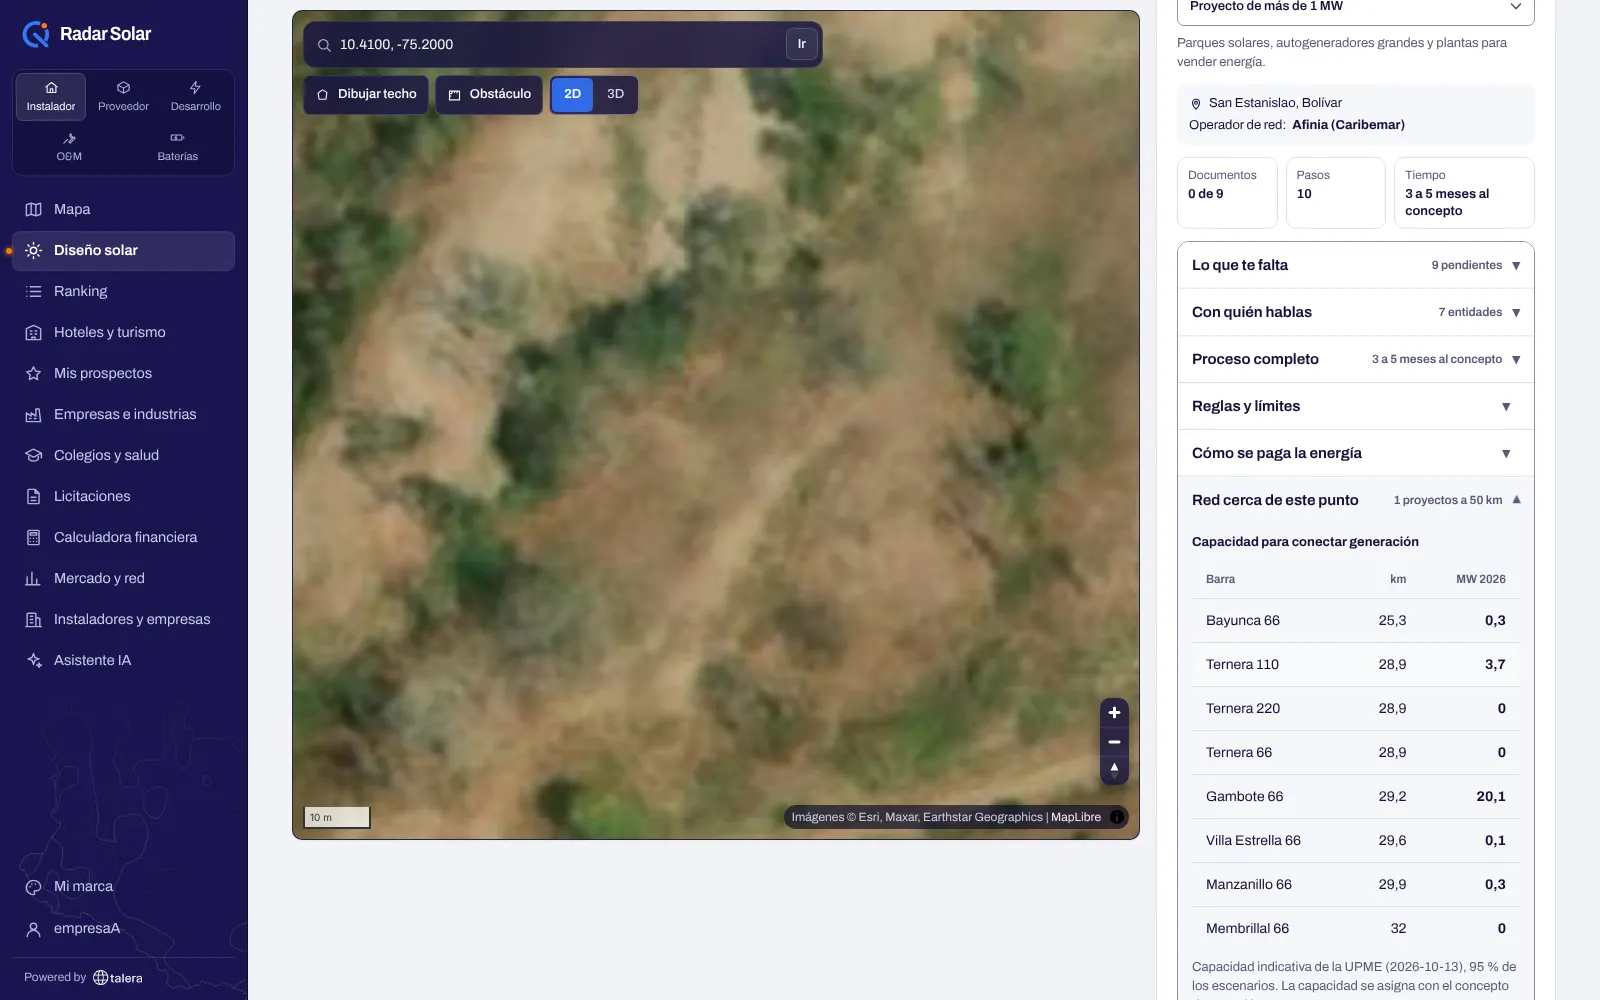 Radar Solar
Instalador
Proveedor
Desarrollo
O&M
Baterías
Mapa
Diseño solar
Ranking
Hoteles y turismo
Mis prospectos
Empresas e industrias
Colegios y salud
Licitaciones
Calculadora financiera
Mercado y red
Instaladores y empresas
Asistente IA
Mi marca
empresaA
Powered by talera
10.4100, -75.2000
Ir
Dibujar techo
Obstáculo
2D
3D
10 m
Imágenes © Esri, Maxar, Earthstar Geographics | MapLibre
Proyecto de más de 1 MW
Parques solares, autogeneradores grandes y plantas para
vender energía.
San Estanislao, Bolívar
Operador de red: Afinia (Caribemar)
Documentos
0 de 9
Pasos
10
Tiempo
3 a 5 meses al
concepto
Lo que te falta 9 pendientes ▼
Con quién hablas 7 entidades ▼
Proceso completo 3 a 5 meses al concepto ▼
Reglas y límites ▼
Cómo se paga la energía ▼
Red cerca de este punto 1 proyectos a 50 km ▲
Capacidad para conectar generación
Barra km MW 2026
Bayunca 66 25,3 0,3
Ternera 110 28,9 3,7
Ternera 220 28,9 0
Ternera 66 28,9 0
Gambote 66 29,2 20,1
Villa Estrella 66 29,6 0,1
Manzanillo 66 29,9 0,3
Membrillal 66 32 0
Capacidad indicativa de la UPME (2026-10-13), 95 % de
los escenarios. La capacidad se asigna con el concepto